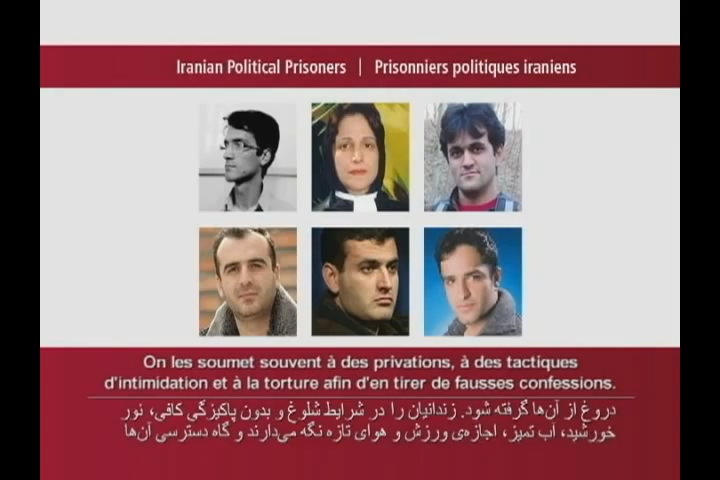 Iranian Political Prisoners | Prisonniers politiques iraniens
On les soumet souvent à des privations, à des tactiques
d'intimidation et à la torture afin d'en tirer de fausses confessions.
دروغ از آن‌ها گرفته شود. زندانیان را در شرایط شلوغ و بدون پاکیزگی کافی، نور
خورشید، آب تمیز، اجازه‌ی ورزش و هوای تازه نگه می‌دارند و گاه دسترسی آن‌ها